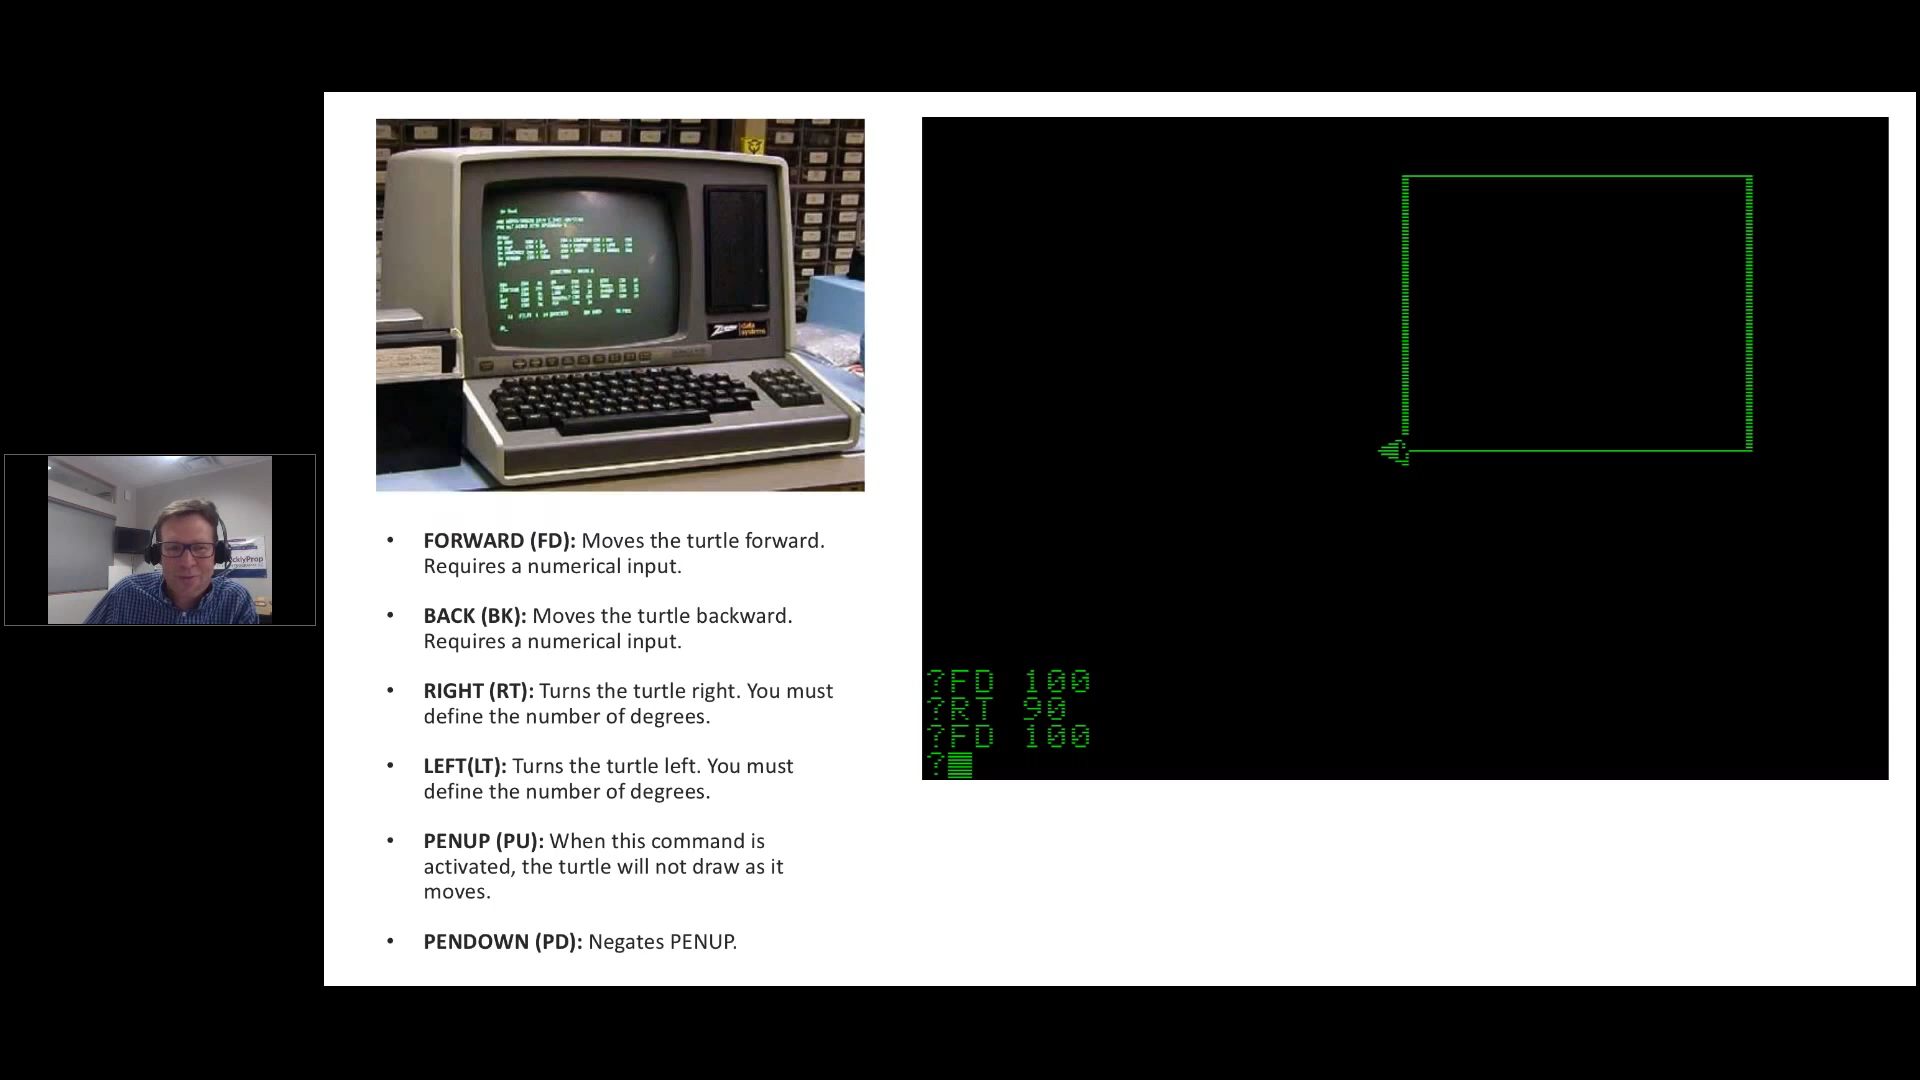 data
systems
FORWARD (FD): Moves the turtle forward.
Requires a numerical input.
BACK (BK): Moves the turtle backward.
Requires a numerical input.
RIGHT (RT): Turns the turtle right. You must
define the number of degrees.
LEFT(LT): Turns the turtle left. You must
define the number of degrees.
PENUP (PU): When this command is
activated, the turtle will not draw as it
moves.
PENDOWN (PD): Negates PENUP.
?FD 100
?RT 90
?FD 100
?